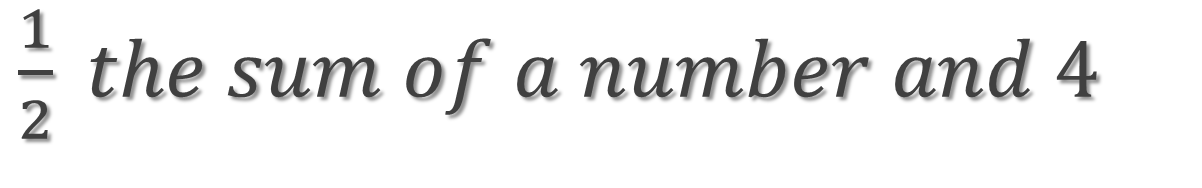 1/2 the sum of a number and 4